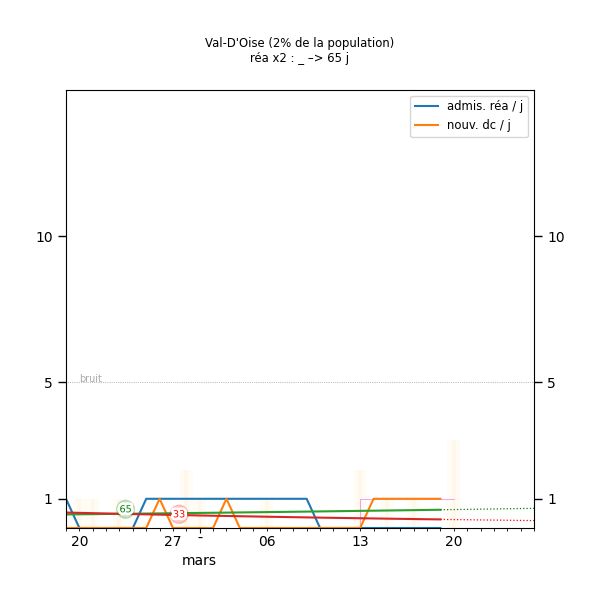 Val-D'Oise (2% de la population)
réa x2 : _ –> 65 j
admis. réa / j
nouv. dc / j
10
10
bruit
5
5
65
33
1
1
20
27
-
06
13
20
mars